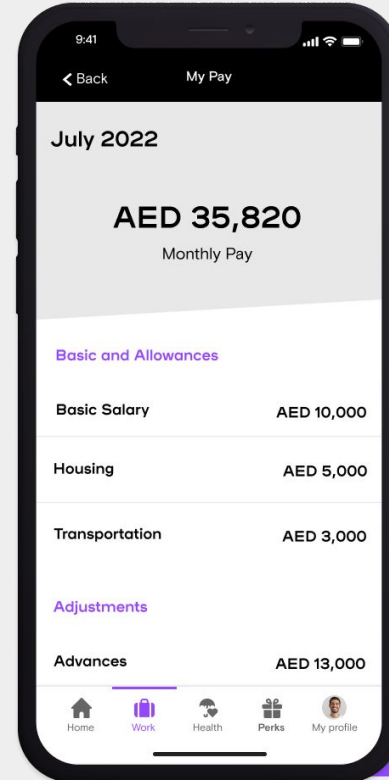 9:41
Back
My Pay
July 2022
AED 35,820
Monthly Pay
Basic and Allowances
Basic Salary AED 10,000
Housing AED 5,000
Transportation AED 3,000
Adjustments
Advances AED 13,000
Home Work Health Perks My profile